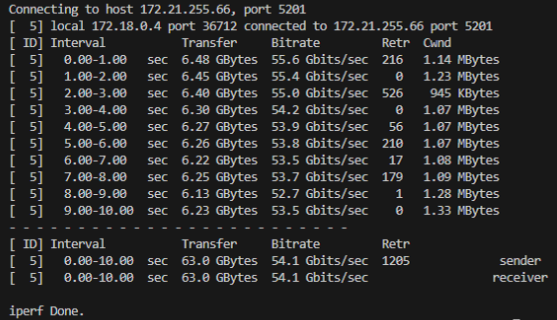 Connecting to host 172.21.255.66, port 5201
[  5] local 172.18.0.4 port 36712 connected to 172.21.255.66 port 5201
[ ID] Interval           Transfer     Bitrate         Retr  Cwnd
[  5]   0.00-1.00   sec  6.48 GBytes  55.6 Gbits/sec  216   1.14 MBytes
[  5]   1.00-2.00   sec  6.45 GBytes  55.4 Gbits/sec    0   1.23 MBytes
[  5]   2.00-3.00   sec  6.40 GBytes  55.0 Gbits/sec  526    945 KBytes
[  5]   3.00-4.00   sec  6.30 GBytes  54.2 Gbits/sec    0   1.07 MBytes
[  5]   4.00-5.00   sec  6.27 GBytes  53.9 Gbits/sec   56   1.07 MBytes
[  5]   5.00-6.00   sec  6.26 GBytes  53.8 Gbits/sec  210   1.07 MBytes
[  5]   6.00-7.00   sec  6.22 GBytes  53.5 Gbits/sec   17   1.08 MBytes
[  5]   7.00-8.00   sec  6.25 GBytes  53.7 Gbits/sec  179   1.09 MBytes
[  5]   8.00-9.00   sec  6.13 GBytes  52.7 Gbits/sec    1   1.28 MBytes
[  5]   9.00-10.00  sec  6.23 GBytes  53.5 Gbits/sec    0   1.33 MBytes
- - - - - - - - - - - - - - - - - - - - - - - - -
[ ID] Interval           Transfer     Bitrate         Retr
[  5]   0.00-10.00  sec  63.0 GBytes  54.1 Gbits/sec  1205             sender
[  5]   0.00-10.00  sec  63.0 GBytes  54.1 Gbits/sec                  receiver
iperf Done.